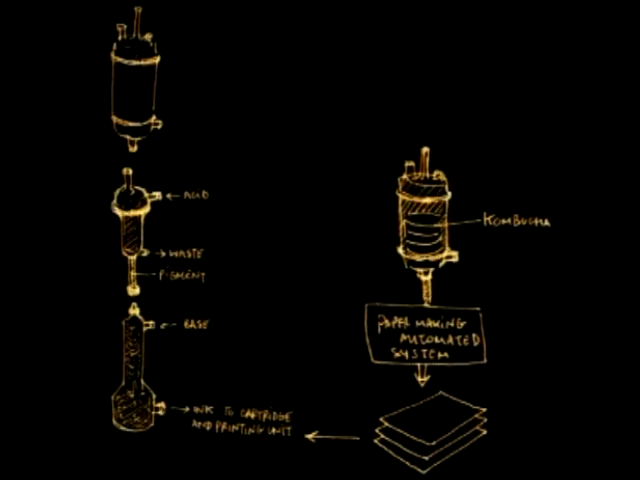 ACID
WASTE
PIGMENT
BASE
INK TO CARTRIDGE
AND PRINTING UNIT
KOMBUCHA
PAPER MAKING
AUTOMATED
SYSTEM